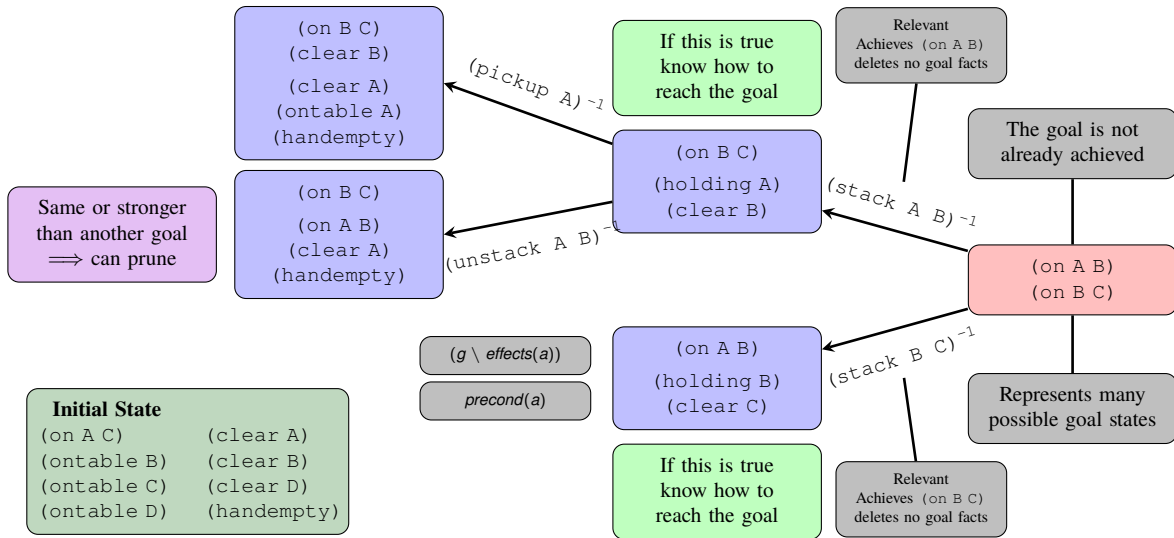 (on B C)
(clear B)
(clear A)
(ontable A)
(handempty)
(pickup A)⁻¹
If this is true
know how to
reach the goal
Relevant
Achieves (on A B)
deletes no goal facts
The goal is not
already achieved
(on B C)
(holding A)
(clear B)
(stack A B)⁻¹
Same or stronger
than another goal
⟹ can prune
(on B C)
(on A B)
(clear A)
(handempty)
(unstack A B)⁻¹
(on A B)
(on B C)
(g \ effects(a))
precond(a)
(on A B)
(holding B)
(clear C)
(stack B C)⁻¹
Represents many
possible goal states
Initial State
(on A C) (clear A)
(ontable B) (clear B)
(ontable C) (clear D)
(ontable D) (handempty)
If this is true
know how to
reach the goal
Relevant
Achieves (on B C)
deletes no goal facts